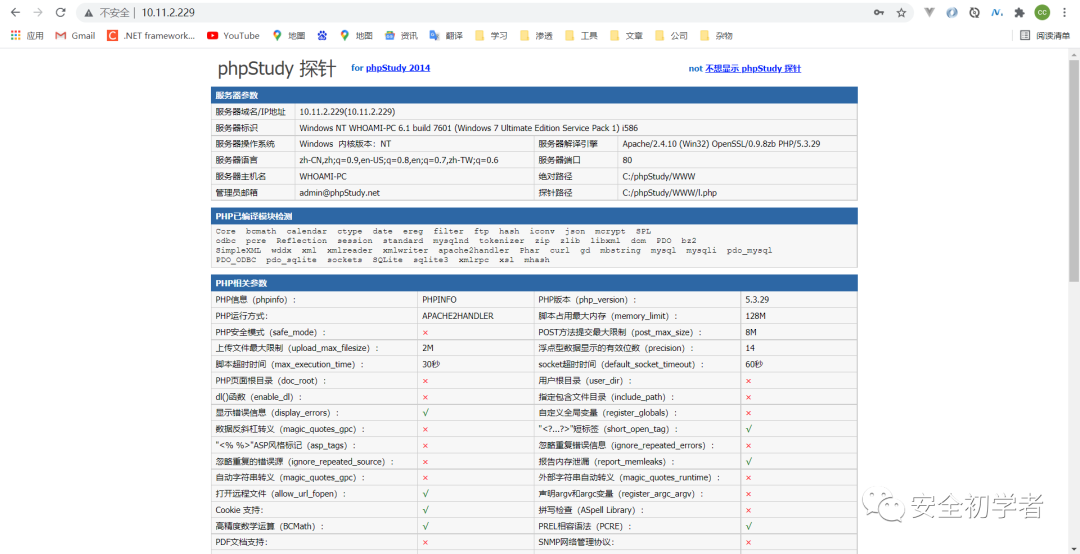 不安全 | 10.11.2.229
应用 Gmail .NET framework... YouTube 地圖 地图 资讯 翻译 学习 渗透 工具 文章 公司 杂物 阅读清单
phpStudy 探针 for phpStudy 2014 not 不想显示 phpStudy 探针
服务器参数
服务器域名/IP地址 10.11.2.229(10.11.2.229)
服务器标识 Windows NT WHOAMI-PC 6.1 build 7601 (Windows 7 Ultimate Edition Service Pack 1) i586
服务器操作系统 Windows 内核版本：NT 服务器解译引擎 Apache/2.4.10 (Win32) OpenSSL/0.9.8zb PHP/5.3.29
服务器语言 zh-CN,zh;q=0.9,en-US;q=0.8,en;q=0.7,zh-TW;q=0.6 服务器端口 80
服务器主机名 WHOAMI-PC 绝对路径 C:/phpStudy/WWW
管理员邮箱 admin@phpStudy.net 探针路径 C:/phpStudy/WWW/l.php
PHP已编译模块检测
Core bcmath calendar ctype date ereg filter ftp hash iconv json mcrypt SPL
odbc pcre Reflection session standard mysqlnd tokenizer zip zlib libxml dom PDO bz2
SimpleXML wddx xml xmlreader xmlwriter apache2handler Phar curl gd mbstring mysql mysqli pdo_mysql
PDO_ODBC pdo_sqlite sockets SQLite sqlite3 xmlrpc xsl mhash
PHP相关参数
PHP信息（phpinfo）： PHPINFO PHP版本（php_version）： 5.3.29
PHP运行方式： APACHE2HANDLER 脚本占用最大内存（memory_limit）： 128M
PHP安全模式（safe_mode）： × POST方法提交最大限制（post_max_size）： 8M
上传文件最大限制（upload_max_filesize）： 2M 浮点型数据显示的有效位数（precision）： 14
脚本超时时间（max_execution_time）： 30秒 socket超时时间（default_socket_timeout）： 60秒
PHP页面根目录（doc_root）： × 用户根目录（user_dir）： ×
dl()函数（enable_dl）： × 指定包含文件目录（include_path）： ×
显示错误信息（display_errors）： √ 自定义全局变量（register_globals）： ×
数据反斜杠转义（magic_quotes_gpc）： × "<?...?>"短标签（short_open_tag）： √
"<% %>"ASP风格标记（asp_tags）： × 忽略重复错误信息（ignore_repeated_errors）： ×
忽略重复的错误源（ignore_repeated_source）： × 报告内存泄漏（report_memleaks）： √
自动字符串转义（magic_quotes_gpc）： × 外部字符串自动转义（magic_quotes_runtime）： ×
打开远程文件（allow_url_fopen）： √ 声明argv和argc变量（register_argc_argv）： ×
Cookie 支持： √ 拼写检查（ASpell Library）： ×
高精度数学运算（BCMath）： √ PREL相容语法（PCRE）： √
PDF文档支持： × SNMP网络管理协议： ×
安全初学者